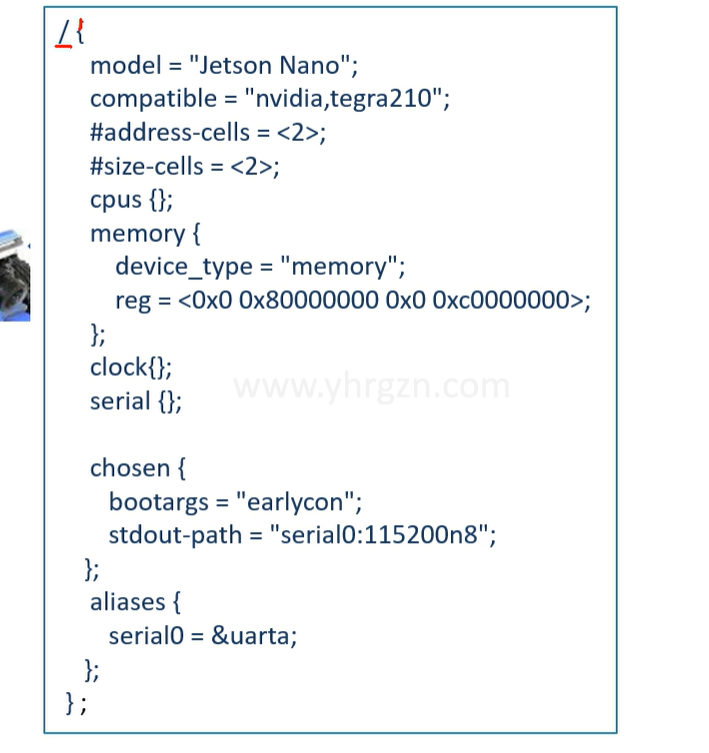 /{
model = "Jetson Nano";
compatible = "nvidia,tegra210";
#address-cells = <2>;
#size-cells = <2>;
cpus {};
memory {
device_type = "memory";
reg = <0x0 0x80000000 0x0 0xc0000000>;
};
clock{};
serial {};
www.yhrgzn.com
chosen {
bootargs = "earlycon";
stdout-path = "serial0:115200n8";
};
aliases {
serial0 = &uarta;
};
};